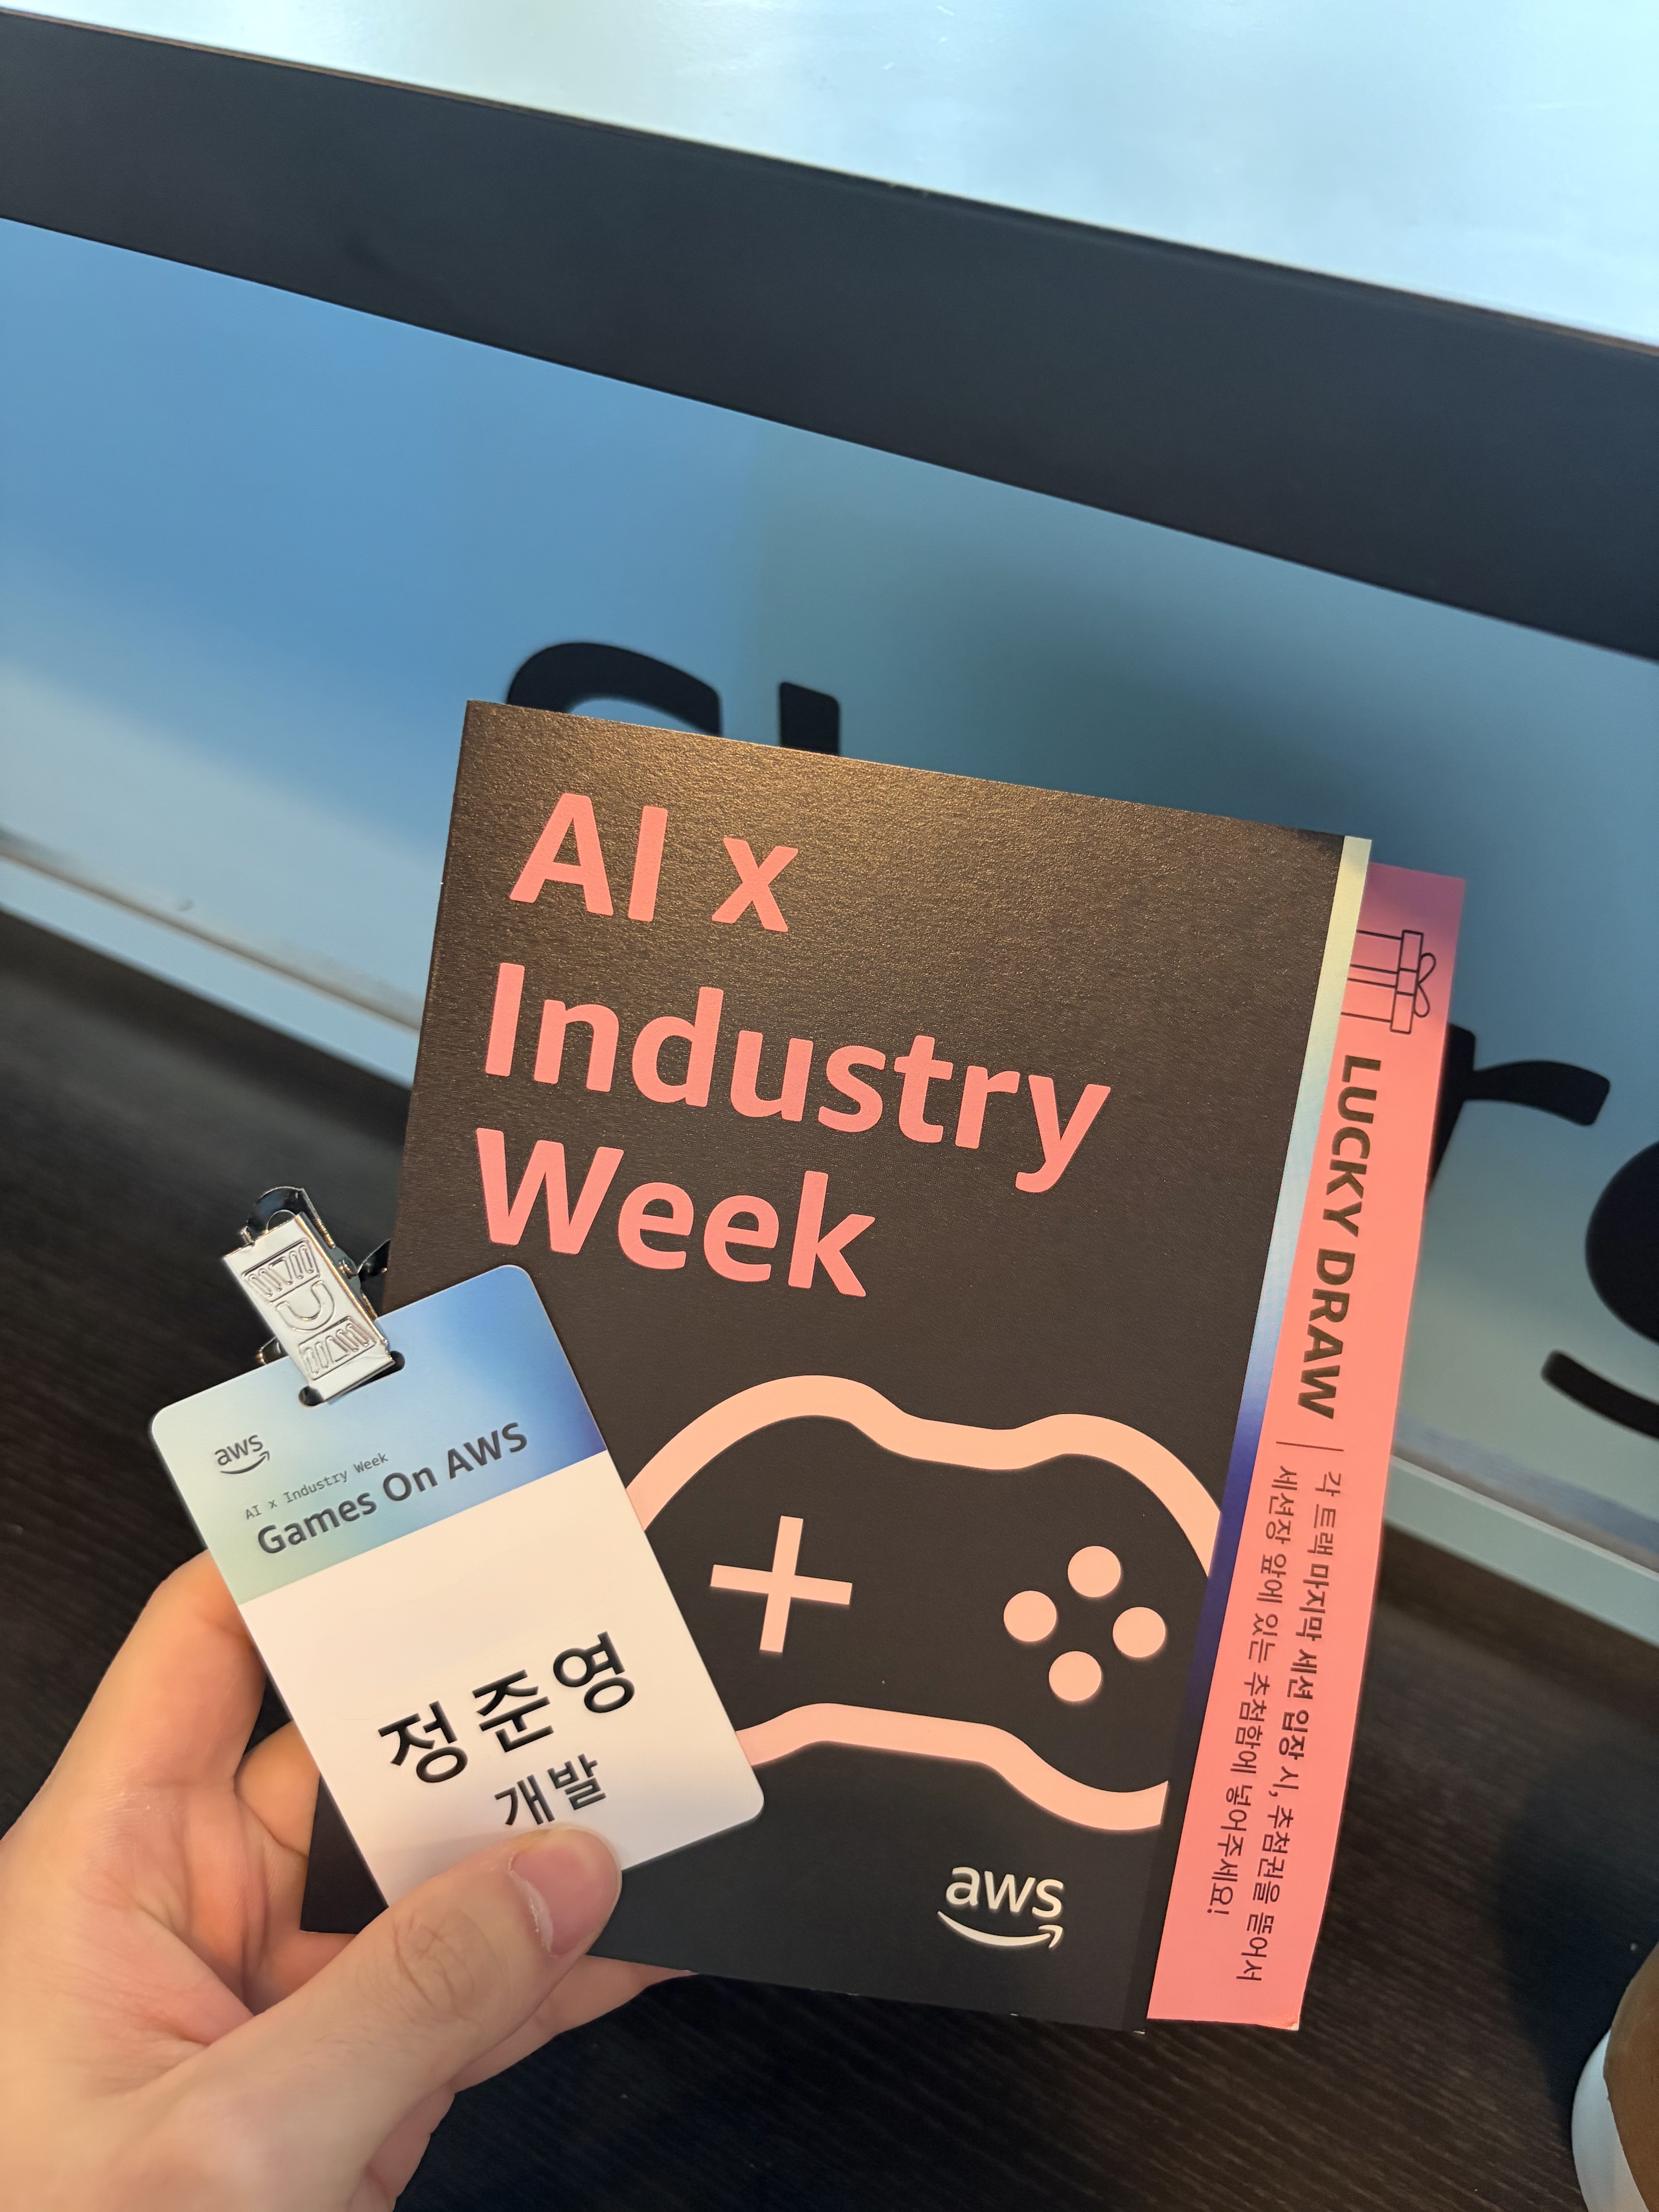 AI x
Industry
Week
aws
LUCKY DRAW
각 트랙 마지막 세션 입장 시, 추첨권을 뜯어서
세션장 앞에 있는 추첨함에 넣어주세요!
aws
AI x Industry Week
Games On AWS
정준영
개발